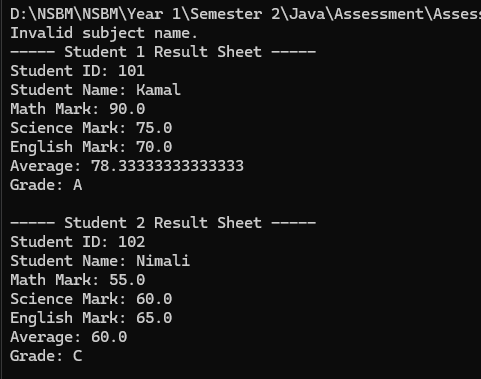 D:\NSBM\NSBM\Year 1\Semester 2\Java\Assessment\Assess
Invalid subject name.
----- Student 1 Result Sheet -----
Student ID: 101
Student Name: Kamal
Math Mark: 90.0
Science Mark: 75.0
English Mark: 70.0
Average: 78.33333333333333
Grade: A
----- Student 2 Result Sheet -----
Student ID: 102
Student Name: Nimali
Math Mark: 55.0
Science Mark: 60.0
English Mark: 65.0
Average: 60.0
Grade: C